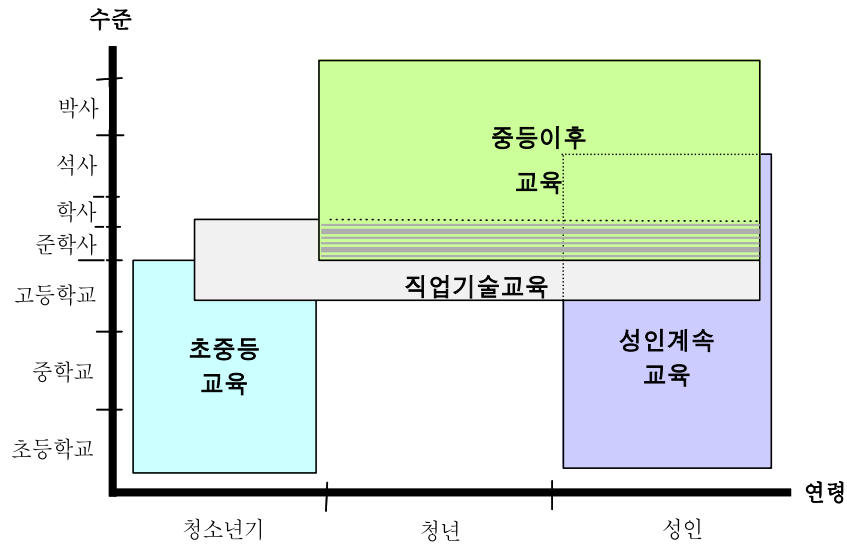 수준
박사
석사
학사
준학사
고등학교
중학교
초등학교
중등이후
교육
직업기술교육
초중등
교육
성인계속
교육
연령
청소년기
청년
성인